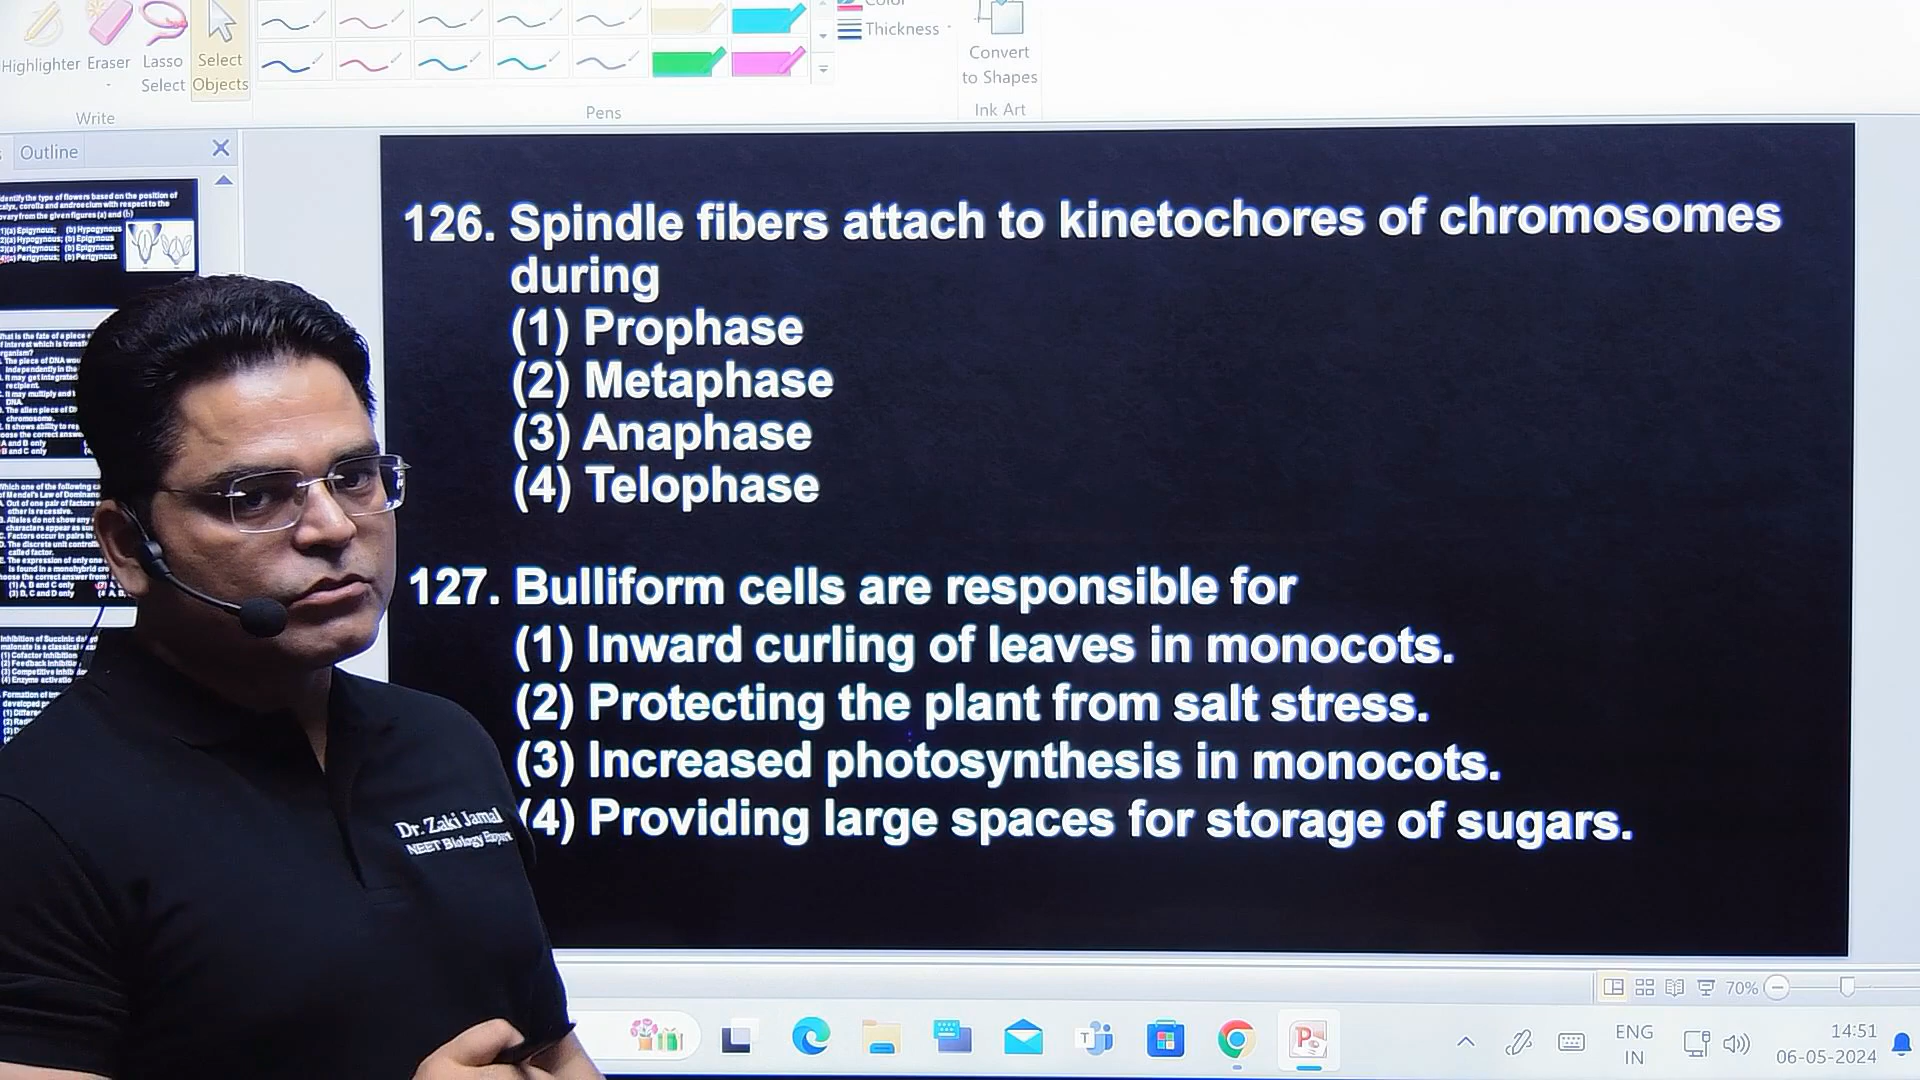 Color
Highlighter
Eraser
Lasso
Select
Select
Objects
Thickness
Convert
to Shapes
Write
Pens
Ink Art
Outline
126. Spindle fibers attach to kinetochores of chromosomes
during
(1) Prophase
(2) Metaphase
(3) Anaphase
(4) Telophase
127. Bulliform cells are responsible for
(1) Inward curling of leaves in monocots.
(2) Protecting the plant from salt stress.
(3) Increased photosynthesis in monocots.
(4) Providing large spaces for storage of sugars.
Dr. Zaki Jamal
NEET Biology Expert
70%
ENG
IN
14:51
06-05-2024